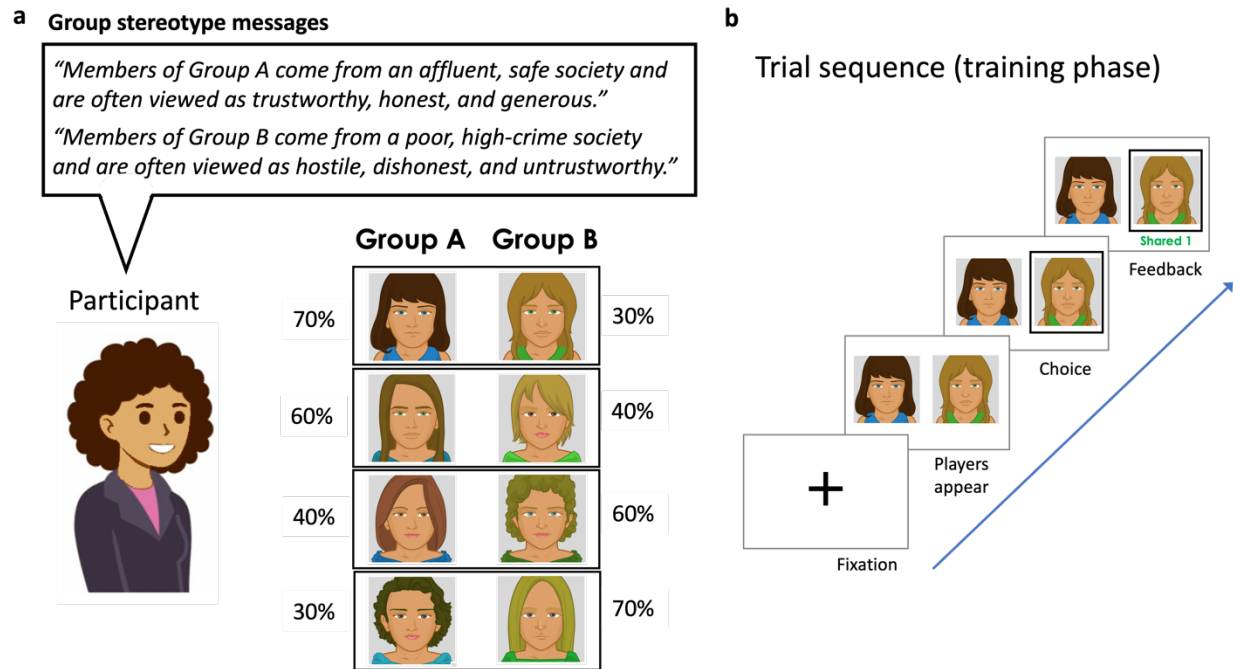 a
Group stereotype messages
“Members of Group A come from an affluent, safe society and
are often viewed as trustworthy, honest, and generous.”
“Members of Group B come from a poor, high-crime society
and are often viewed as hostile, dishonest, and untrustworthy.”
Participant
Group A Group B
70% 30%
60% 40%
40% 60%
30% 70%
b
Trial sequence (training phase)
Shared 1
Feedback
Choice
Players
appear
+
Fixation